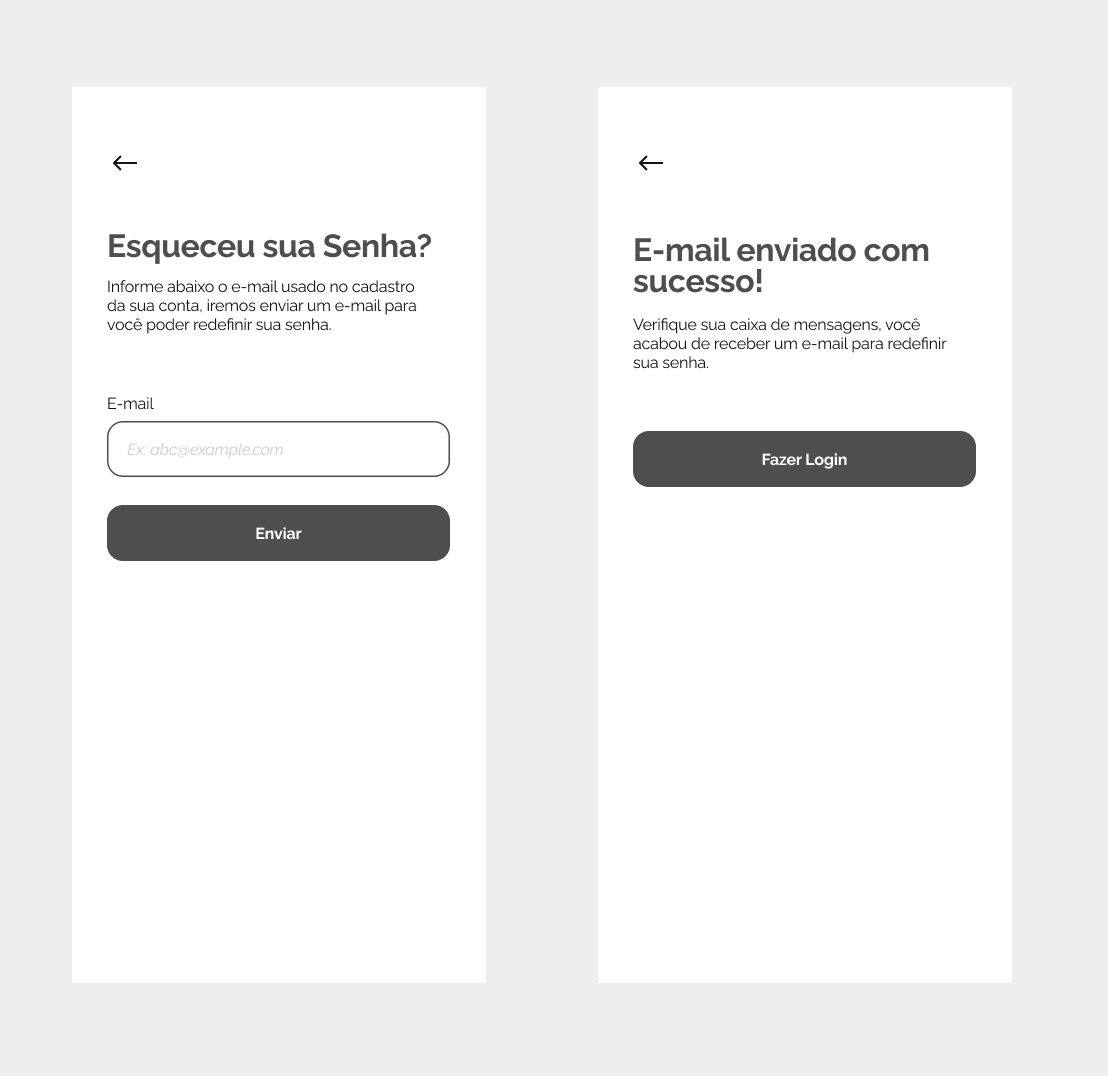 Esqueceu sua Senha?
Informe abaixo o e-mail usado no cadastro
da sua conta, iremos enviar um e-mail para
você poder redefinir sua senha.
E-mail
Ex: abc@example.com
Enviar
E-mail enviado com
sucesso!
Verifique sua caixa de mensagens, você
acabou de receber um e-mail para redefinir
sua senha.
Fazer Login